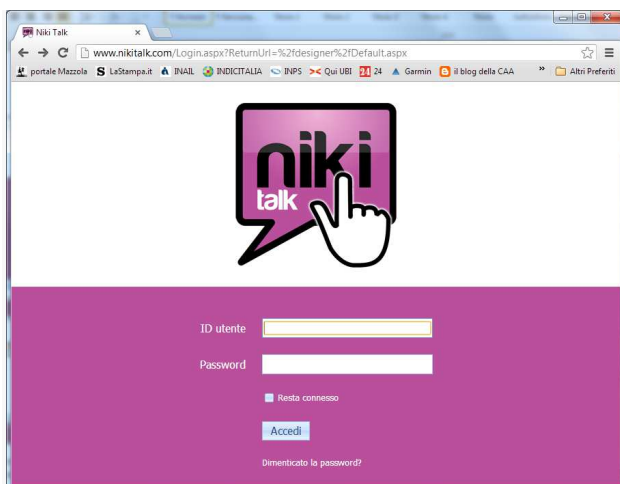 Niki Talk
www.nikitalk.com/Login.aspx?ReturnUrl=%2fdesigner%2fDefault.aspx
portale Mazzola S LaStampa.it INAIL INDICITALIA INPS Qui UBI 24 24 Garmin il blog della CAA » Altri Preferiti
niki
talk
ID utente
Password
Resta connesso
Accedi
Dimenticato la password?